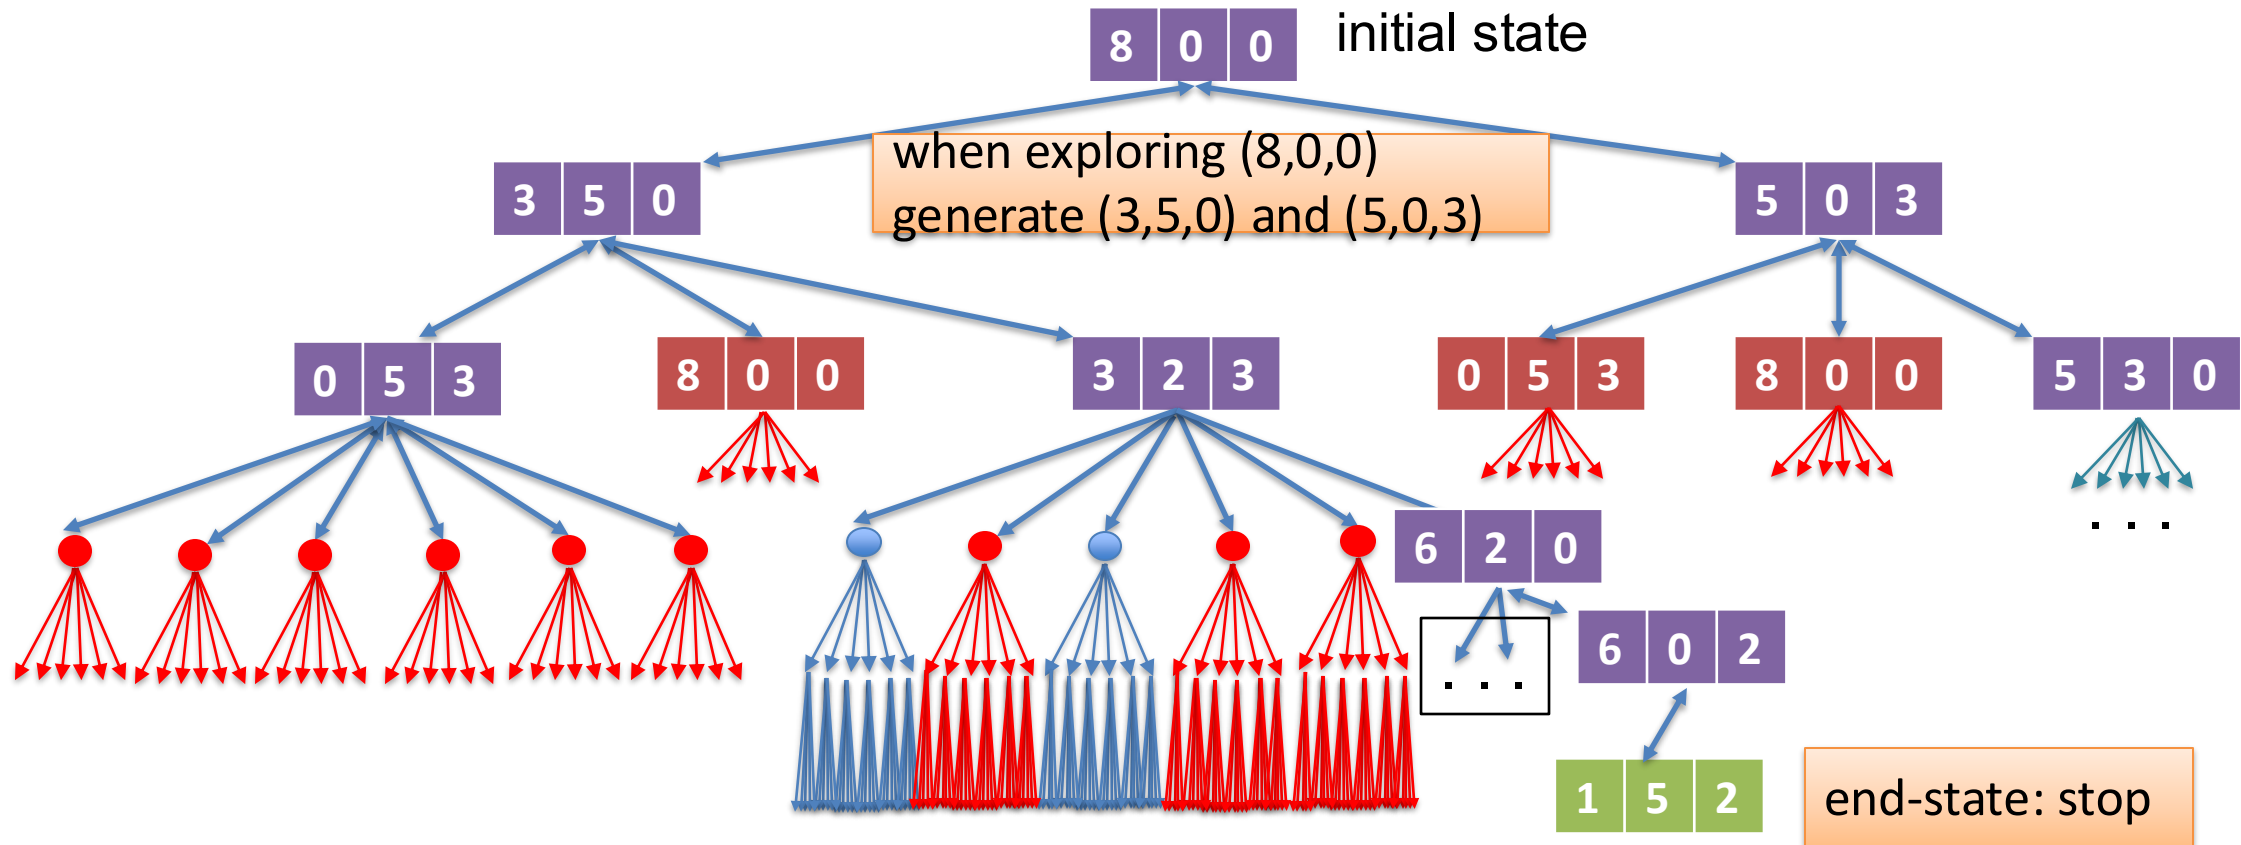 8 0 0
initial state
when exploring (8,0,0)
generate (3,5,0) and (5,0,3)
3 5 0
5 0 3
0 5 3
8 0 0
3 2 3
0 5 3
8 0 0
5 3 0
. . .
6 2 0
6 0 2
. . .
1 5 2
end-state: stop